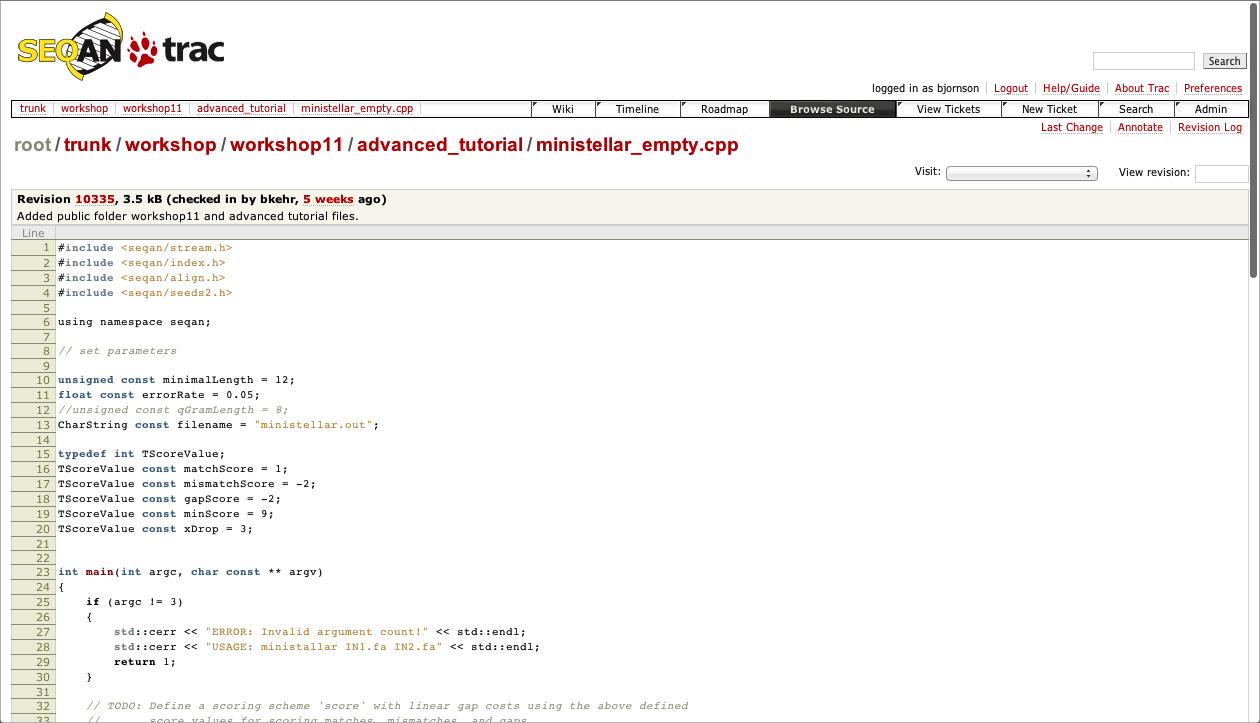 SEQAN trac
Search
logged in as bjornson Logout Help/Guide About Trac Preferences
trunk workshop workshop11 advanced_tutorial ministellar_empty.cpp Wiki Timeline Roadmap Browse Source View Tickets New Ticket Search Admin
Last Change Annotate Revision Log
root/trunk/workshop/workshop11/advanced_tutorial/ministellar_empty.cpp
Visit: View revision:
Revision 10335, 3.5 kB (checked in by bkehr, 5 weeks ago)
Added public folder workshop11 and advanced tutorial files.
Line
1 #include <seqan/stream.h>
2 #include <seqan/index.h>
3 #include <seqan/align.h>
4 #include <seqan/seeds2.h>
5
6 using namespace seqan;
7
8 // set parameters
9
10 unsigned const minimalLength = 12;
11 float const errorRate = 0.05;
12 //unsigned const qGramLength = 8;
13 CharString const filename = "ministellar.out";
14
15 typedef int TScoreValue;
16 TScoreValue const matchScore = 1;
17 TScoreValue const mismatchScore = -2;
18 TScoreValue const gapScore = -2;
19 TScoreValue const minScore = 9;
20 TScoreValue const xDrop = 3;
21
22
23 int main(int argc, char const ** argv)
24 {
25 if (argc != 3)
26 {
27 std::cerr << "ERROR: Invalid argument count!" << std::endl;
28 std::cerr << "USAGE: ministallar IN1.fa IN2.fa" << std::endl;
29 return 1;
30 }
31
32 // TODO: Define a scoring scheme 'score' with linear gap costs using the above defined
33 // score values for scoring matches, mismatches, and gaps.